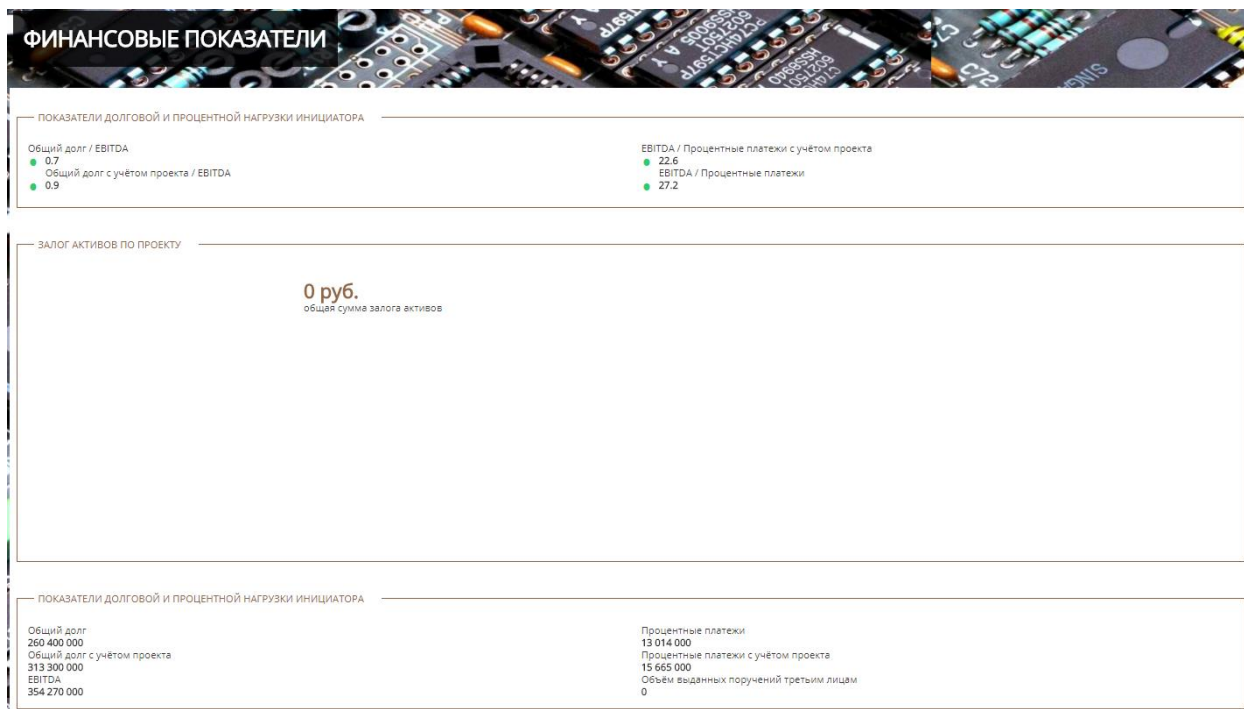 ФИНАНСОВЫЕ ПОКАЗАТЕЛИ
ПОКАЗАТЕЛИ ДОЛГОВОЙ И ПРОЦЕНТНОЙ НАГРУЗКИ ИНИЦИАТОРА
Общий долг / EBITDA
0.7
Общий долг с учётом проекта / EBITDA
0.9
EBITDA / Процентные платежи с учётом проекта
22.6
EBITDA / Процентные платежи
27.2
ЗАЛОГ АКТИВОВ ПО ПРОЕКТУ
0 руб.
общая сумма залога активов
ПОКАЗАТЕЛИ ДОЛГОВОЙ И ПРОЦЕНТНОЙ НАГРУЗКИ ИНИЦИАТОРА
Общий долг
260 400 000
Общий долг с учётом проекта
313 300 000
EBITDA
354 270 000
Процентные платежи
13 014 000
Процентные платежи с учётом проекта
15 665 000
Объём выданных поручений третьим лицам
0